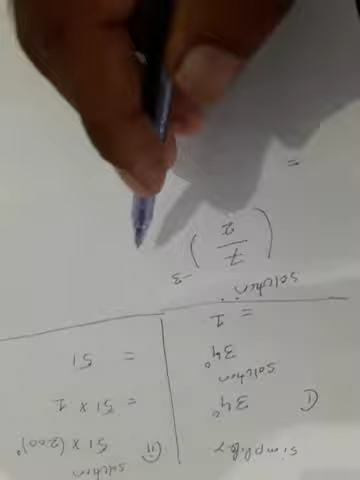 Simplify
(i) 34⁰
Solution
34⁰
= 1
solution
(ii) 51 x (200)⁰
= 51 x 1
= 51
Solution
(7/2)⁻³
=